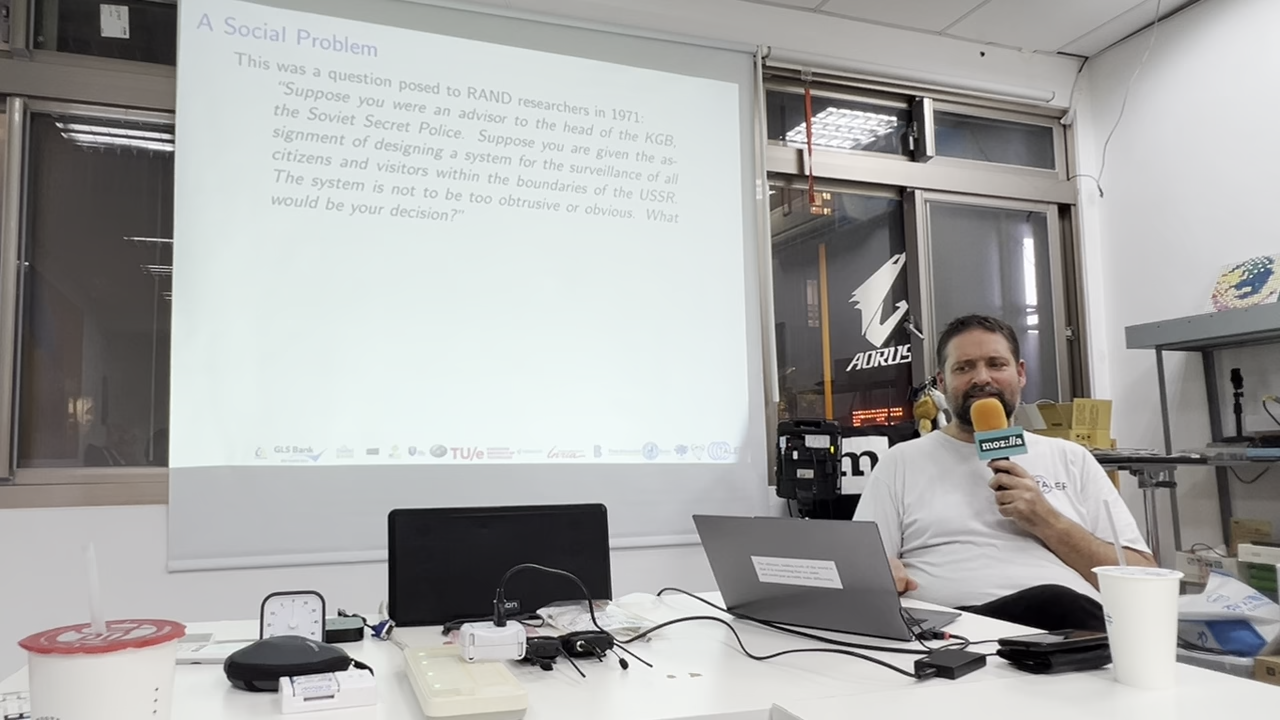 A Social Problem
This was a question posed to RAND researchers in 1971:
"Suppose you were an advisor to the head of the KGB,
the Soviet Secret Police. Suppose you are given the as-
signment of designing a system for the surveillance of all
citizens and visitors within the boundaries of the USSR.
The system is not to be too obtrusive or obvious. What
would be your decision?"
GLS Bank
TU/e
TALER
AORUS
m
moz://a
TALER